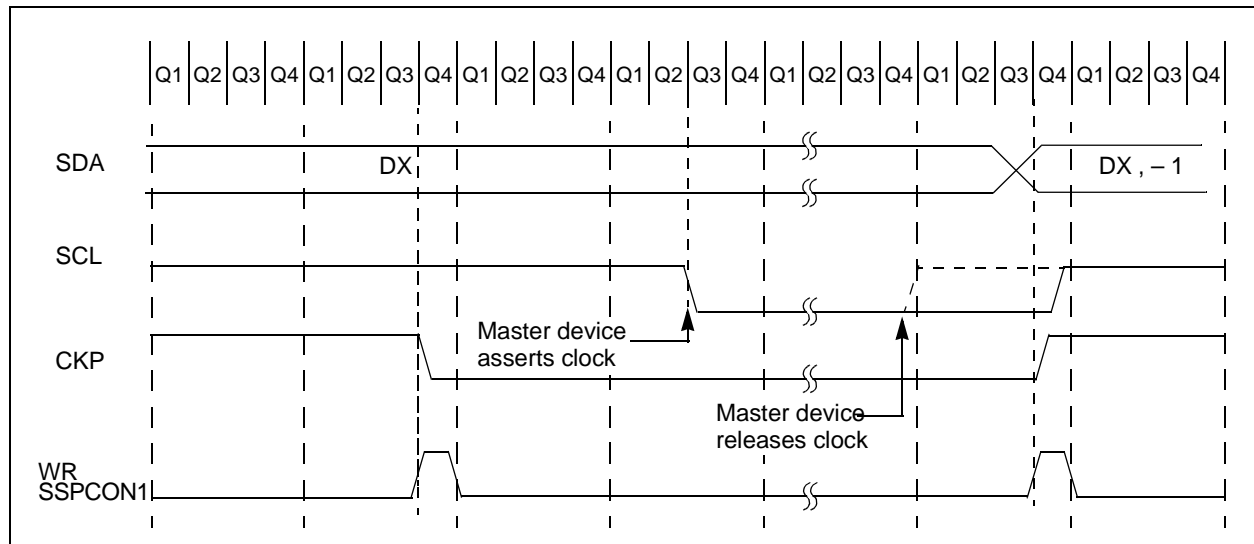 Q1 Q2 Q3 Q4 Q1 Q2 Q3 Q4 Q1 Q2 Q3 Q4 Q1 Q2 Q3 Q4 Q1 Q2 Q3 Q4 Q1 Q2 Q3 Q4 Q1 Q2 Q3 Q4
SDA
DX
DX , – 1
SCL
Master device
asserts clock
CKP
Master device
releases clock
WR
SSPCON1